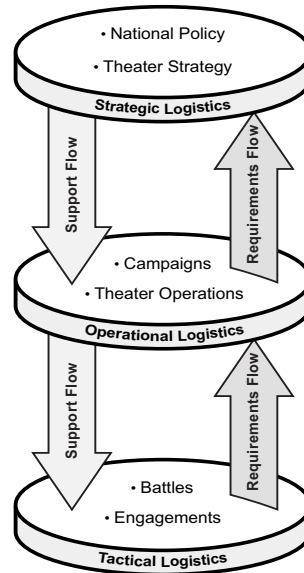 • National Policy
• Theater Strategy
Strategic Logistics
Support Flow
Requirements Flow
• Campaigns
• Theater Operations
Operational Logistics
Support Flow
Requirements Flow
• Battles
• Engagements
Tactical Logistics